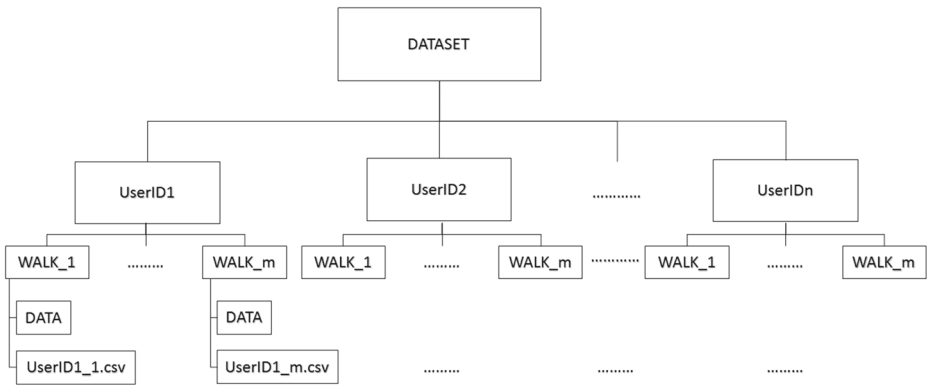 DATASET
UserID1
UserID2
............
UserIDn
WALK_1
.........
WALK_m
WALK_1
.........
WALK_m
............
WALK_1
.........
WALK_m
DATA
DATA
UserID1_1.csv
UserID1_m.csv
.........
.........
.........